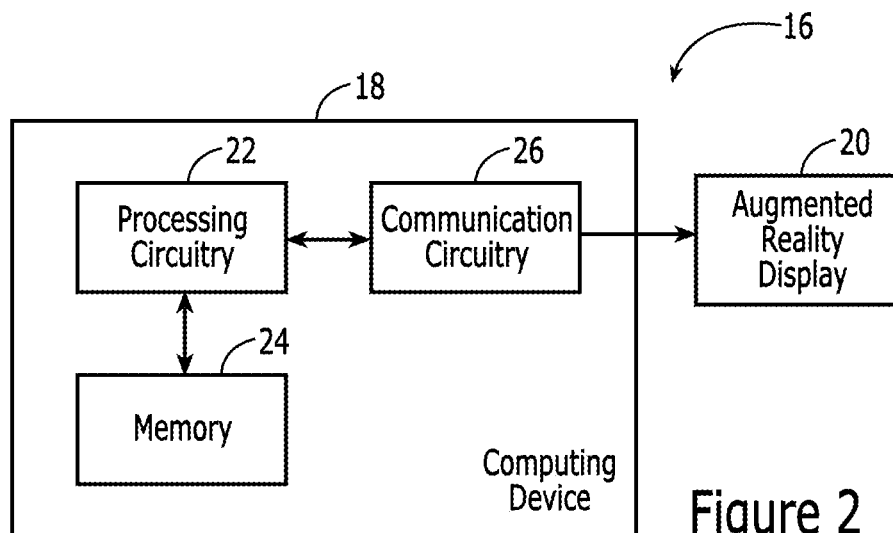 16
18
22
26
20
Processing
Circuitry
Communication
Circuitry
Augmented
Reality
Display
24
Memory
Computing
Device
Figure 2